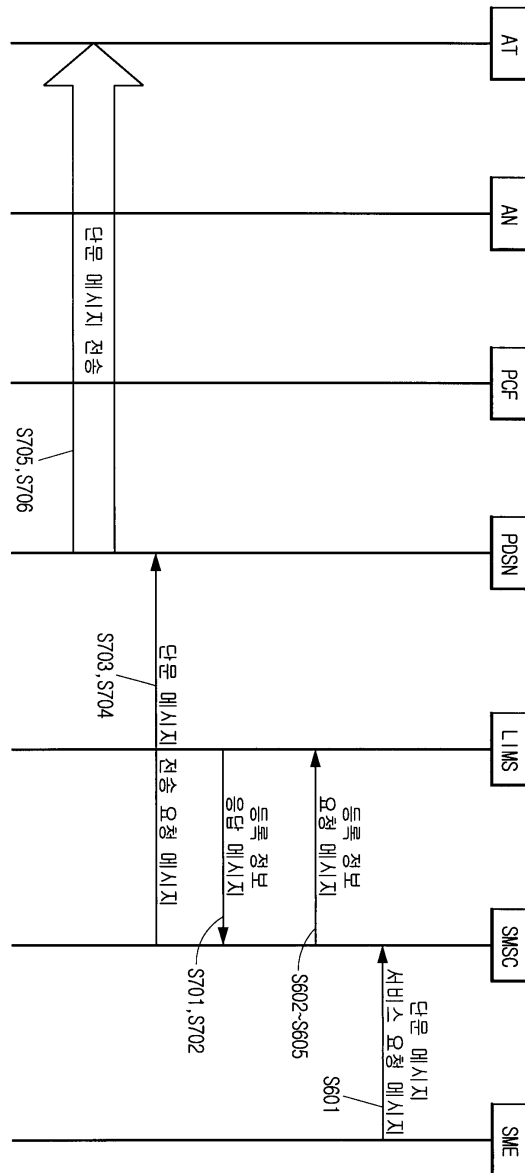 AT
AN
PCF
PDSN
LIMS
SMSC
SME
단문 메시지
서비스 요청 메시지
S601
등록 정보
요청 메시지
S602~S605
등록 정보
응답 메시지
S701,S702
단문 메시지 전송 요청 메시지
S703,S704
단문 메시지 전송
S705,S706